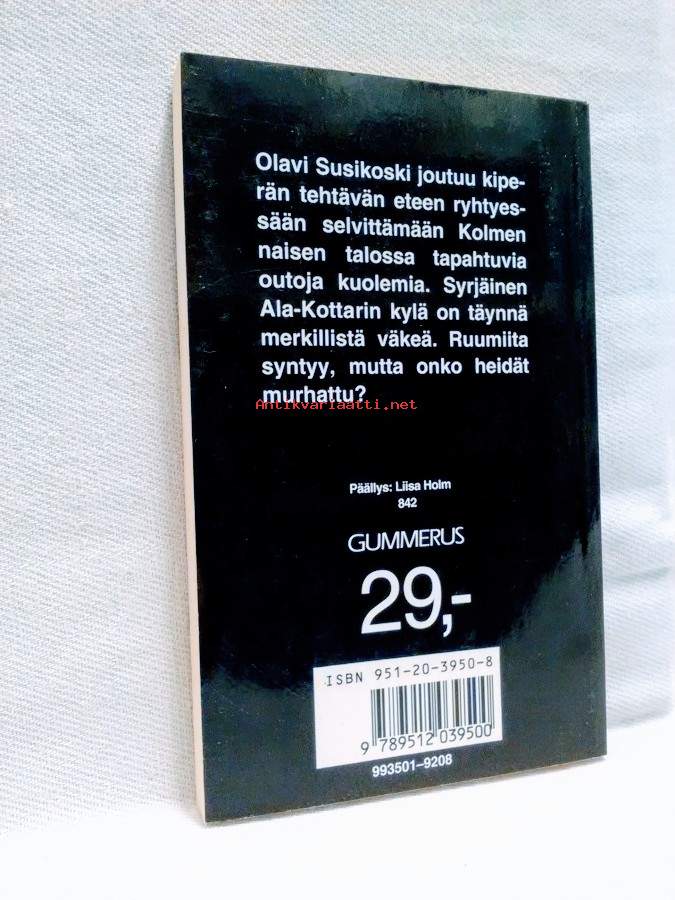 Olavi Susikoski joutuu kipe-
rän tehtävän eteen ryhtyes-
sään selvittämään Kolmen
naisen talossa tapahtuvia
outoja kuolemia. Syrjäinen
Ala-Kottarin kylä on täynnä
merkillistä väkeä. Ruumiita
syntyy, mutta onko heidät
murhattu?
Antikvariaatti.net
Päällys: Liisa Holm
842
GUMMERUS
29,-
ISBN 951-20-3950-8
9 789512 039500
993501-9208